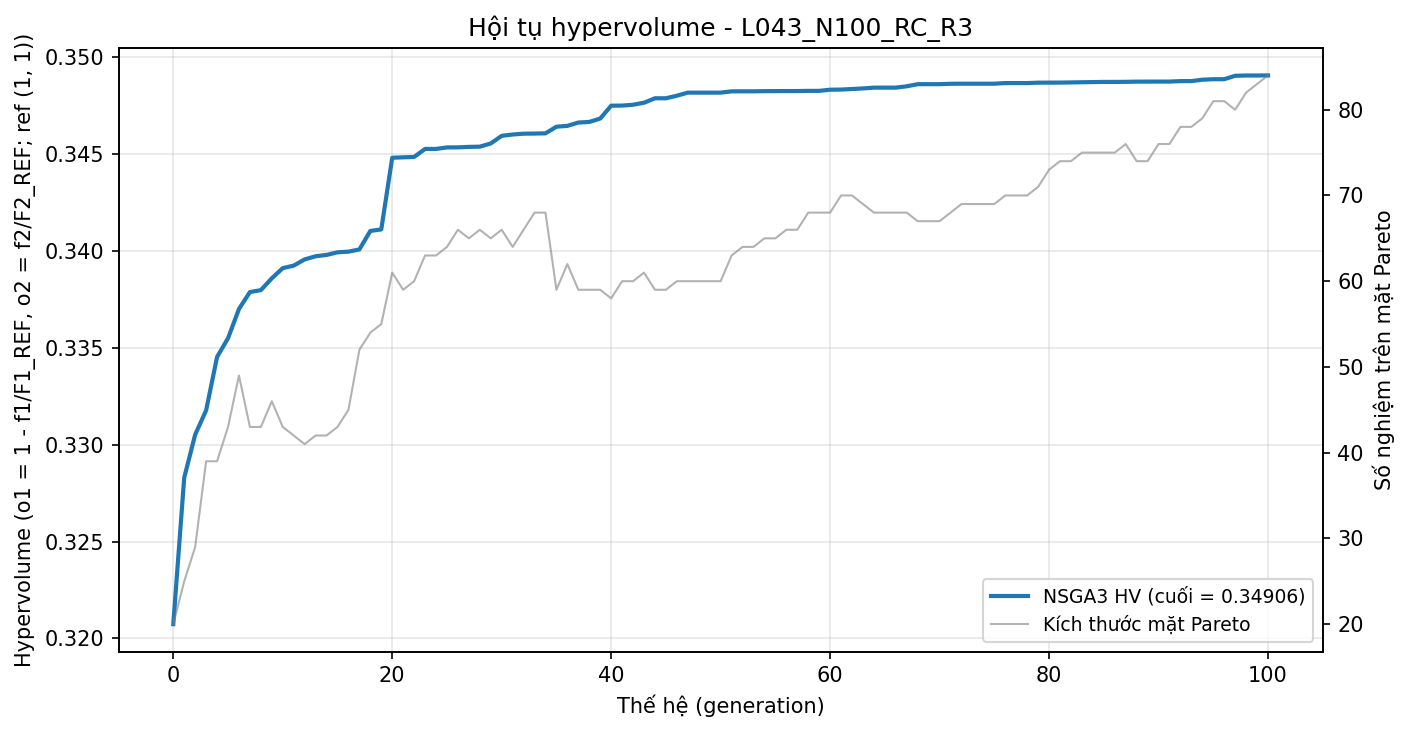 Hội tụ hypervolume - L043_N100_RC_R3
Hypervolume (o1 = 1 - f1/F1_REF, o2 = f2/F2_REF; ref (1, 1))
0.350
0.345
0.340
0.335
0.330
0.325
0.320
80
70
60
50
40
30
20
Số nghiệm trên mặt Pareto
NSGA3 HV (cuối = 0.34906)
Kích thước mặt Pareto
0 20 40 60 80 100
Thế hệ (generation)